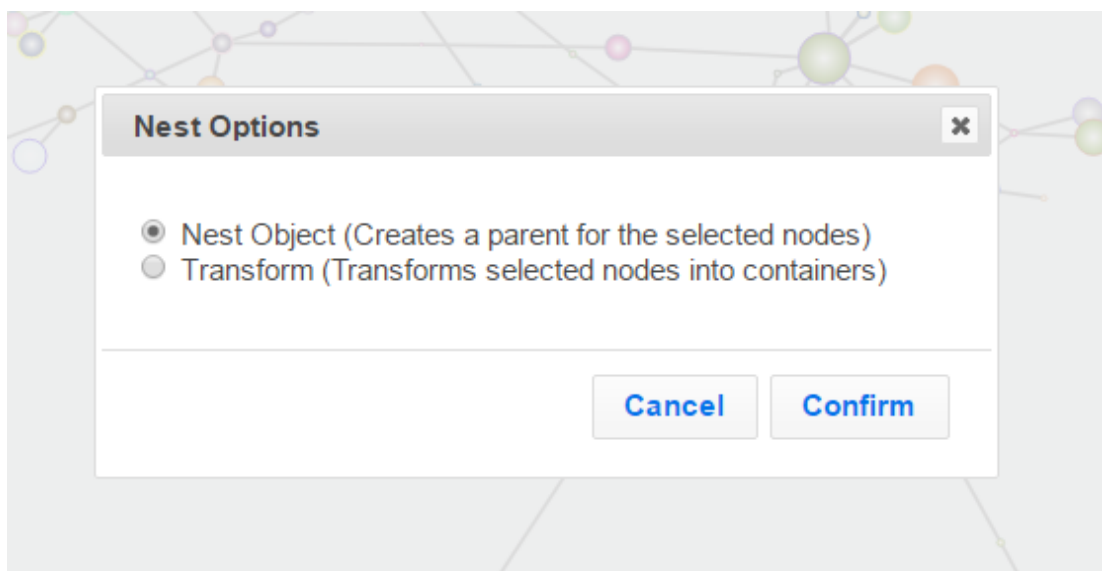 Nest Options
Nest Object (Creates a parent for the selected nodes)
Transform (Transforms selected nodes into containers)
Cancel Confirm